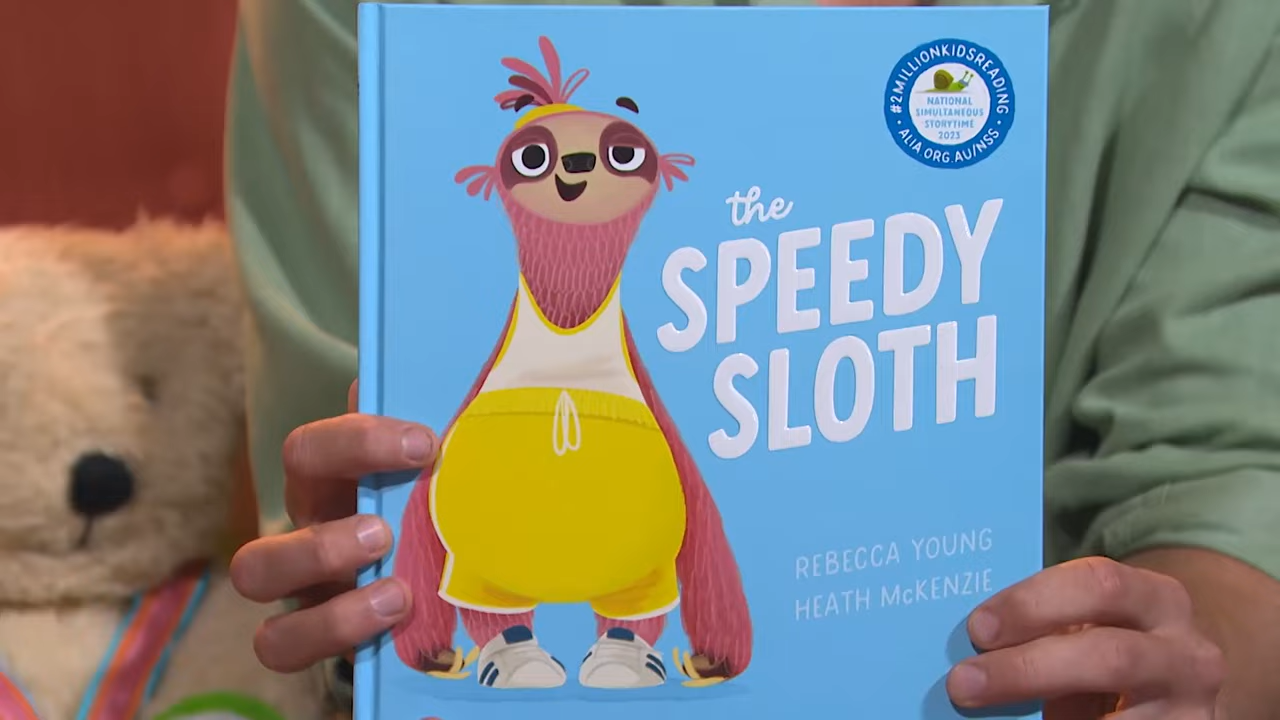 #2MILLIONKIDSREADING
NATIONAL
SIMULTANEOUS
STORYTIME
2023
• ALIA.ORG.AU/NSS •
the
SPEEDY
SLOTH
REBECCA YOUNG
HEATH McKENZIE